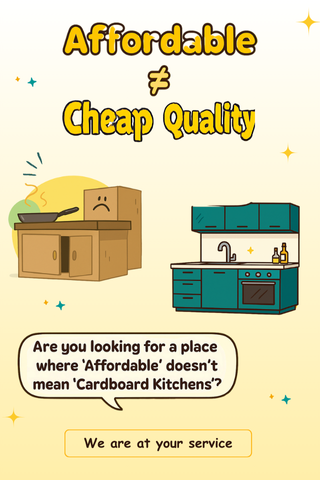 Affordable
≠
Cheap Quality
Are you looking for a place
where 'Affordable' doesn't
mean 'Cardboard Kitchens'?
We are at your service